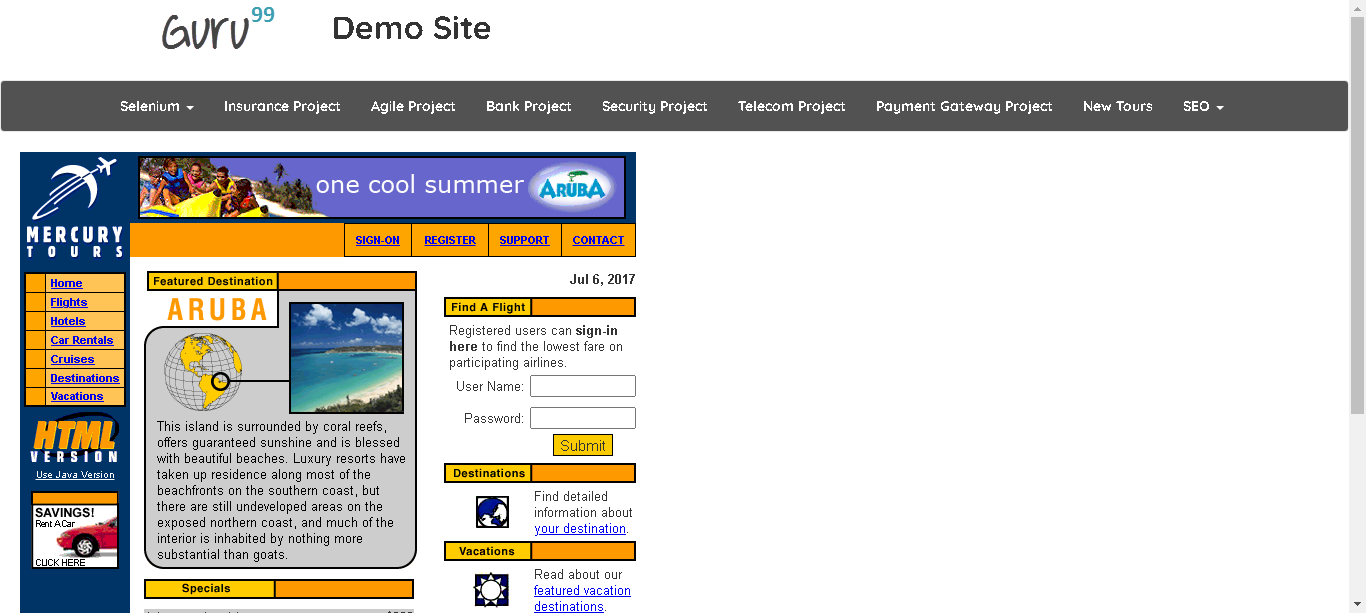 Guru99
Demo Site
Selenium
Insurance Project
Agile Project
Bank Project
Security Project
Telecom Project
Payment Gateway Project
New Tours
SEO
one cool summer
ARUBA
MERCURY
TOURS
SIGN-ON
REGISTER
SUPPORT
CONTACT
Home
Flights
Hotels
Car Rentals
Cruises
Destinations
Vacations
HTML
VERSION
Use Java Version
SAVINGS!
Rent A Car
CLICK HERE
Featured Destination
ARUBA
This island is surrounded by coral reefs,
offers guaranteed sunshine and is blessed
with beautiful beaches. Luxury resorts have
taken up residence along most of the
beachfronts on the southern coast, but
there are still undeveloped areas on the
exposed northern coast, and much of the
interior is inhabited by nothing more
substantial than goats.
Specials
Jul 6, 2017
Find A Flight
Registered users can sign-in
here to find the lowest fare on
participating airlines.
User Name:
Password:
Submit
Destinations
Find detailed
information about
your destination.
Vacations
Read about our
featured vacation
destinations.